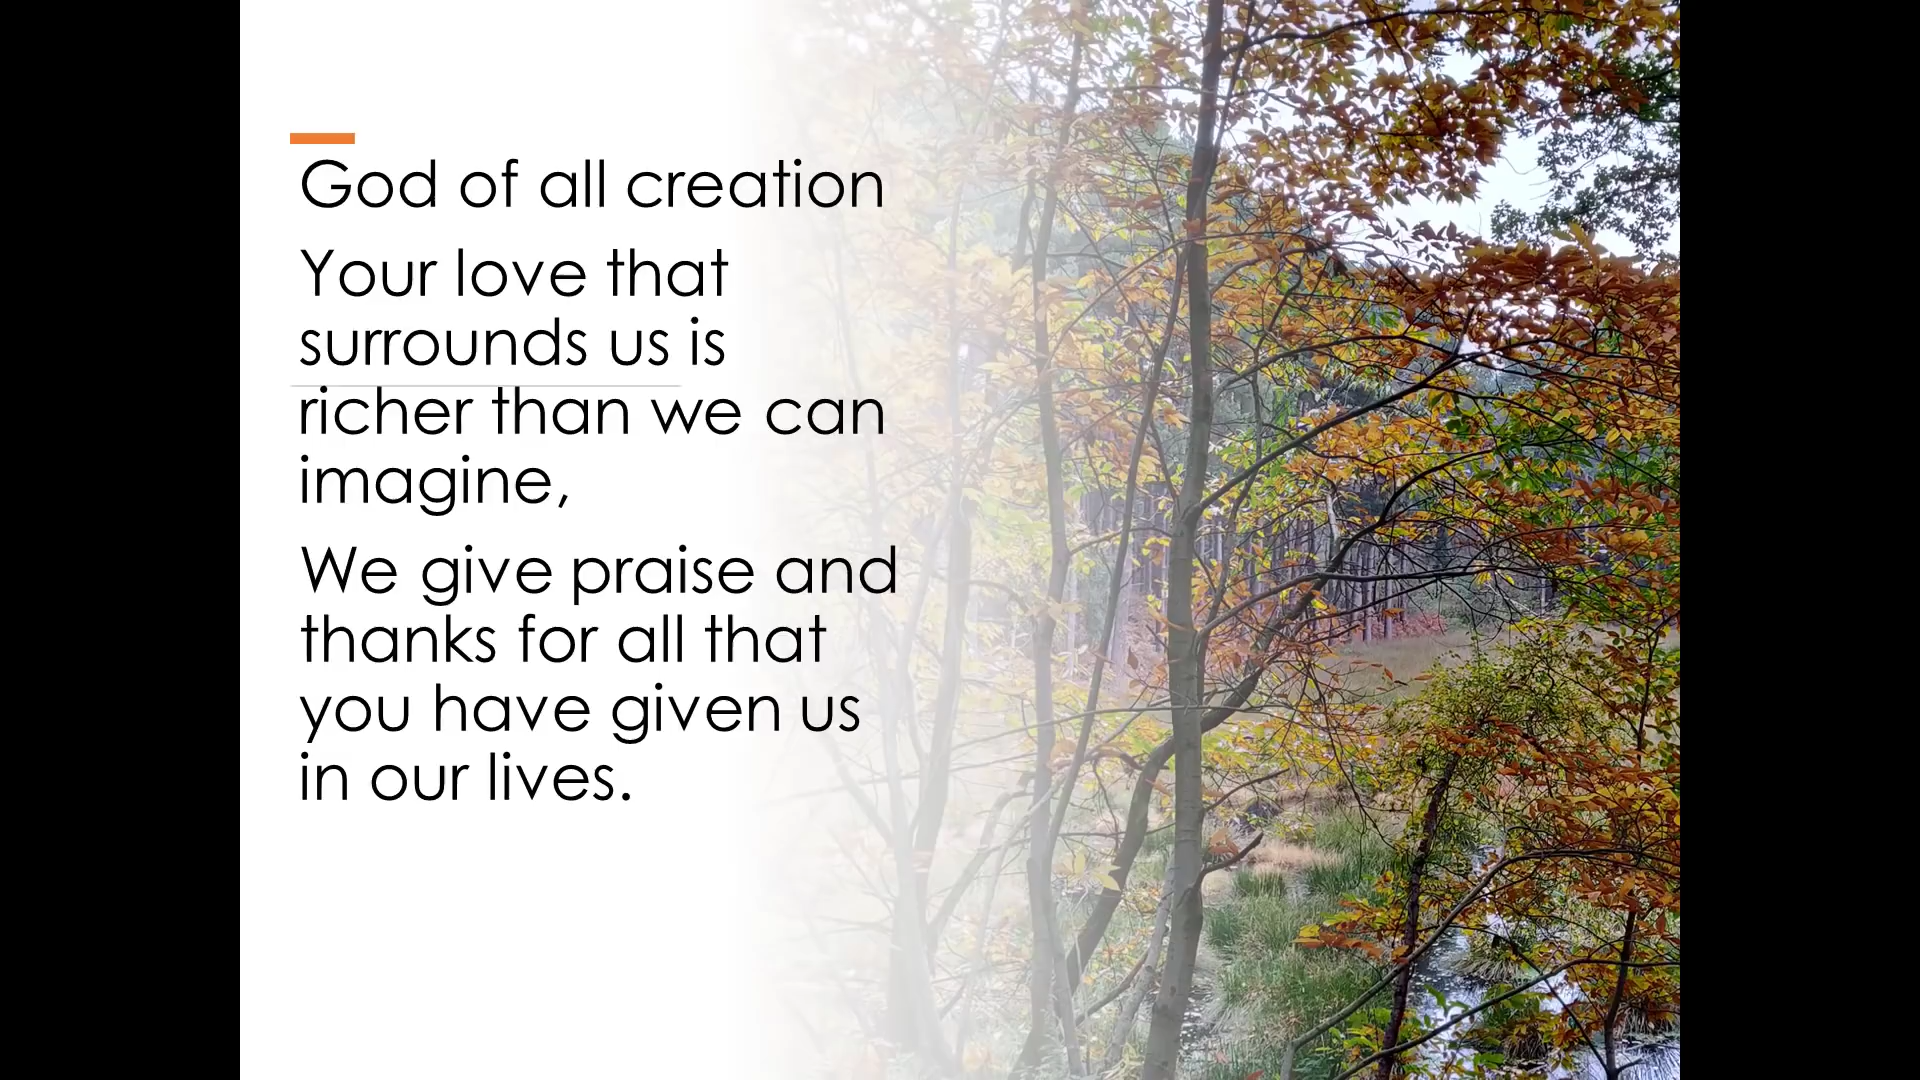 God of all creation
Your love that
surrounds us is
richer than we can
imagine,
We give praise and
thanks for all that
you have given us
in our lives.